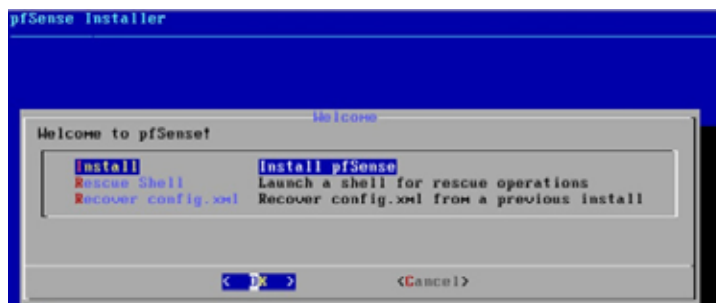 pfSense Installer
Welcome
Welcome to pfSense!
Install Install pfSense
Rescue Shell Launch a shell for rescue operations
Recover config.xml Recover config.xml from a previous install
< OK > <Cancel>